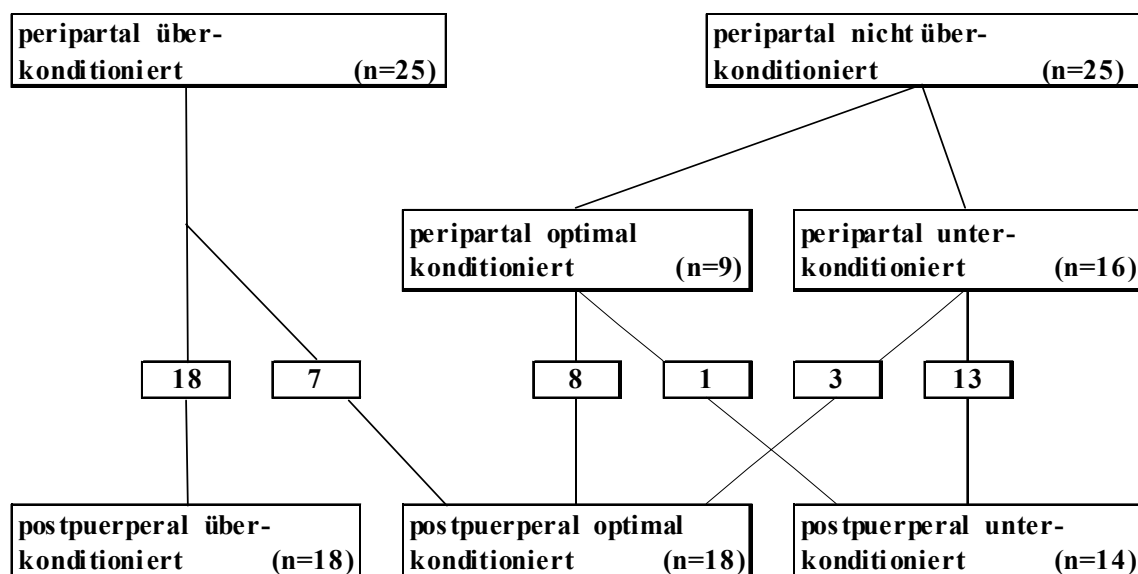 peripartal über-
konditioniert (n=25)
peripartal nicht über-
konditioniert (n=25)
peripartal optimal
konditioniert (n=9)
peripartal unter-
konditioniert (n=16)
18 7 8 1 3 13
postpuerperal über-
konditioniert (n=18)
postpuerperal optimal
konditioniert (n=18)
postpuerperal unter-
konditioniert (n=14)